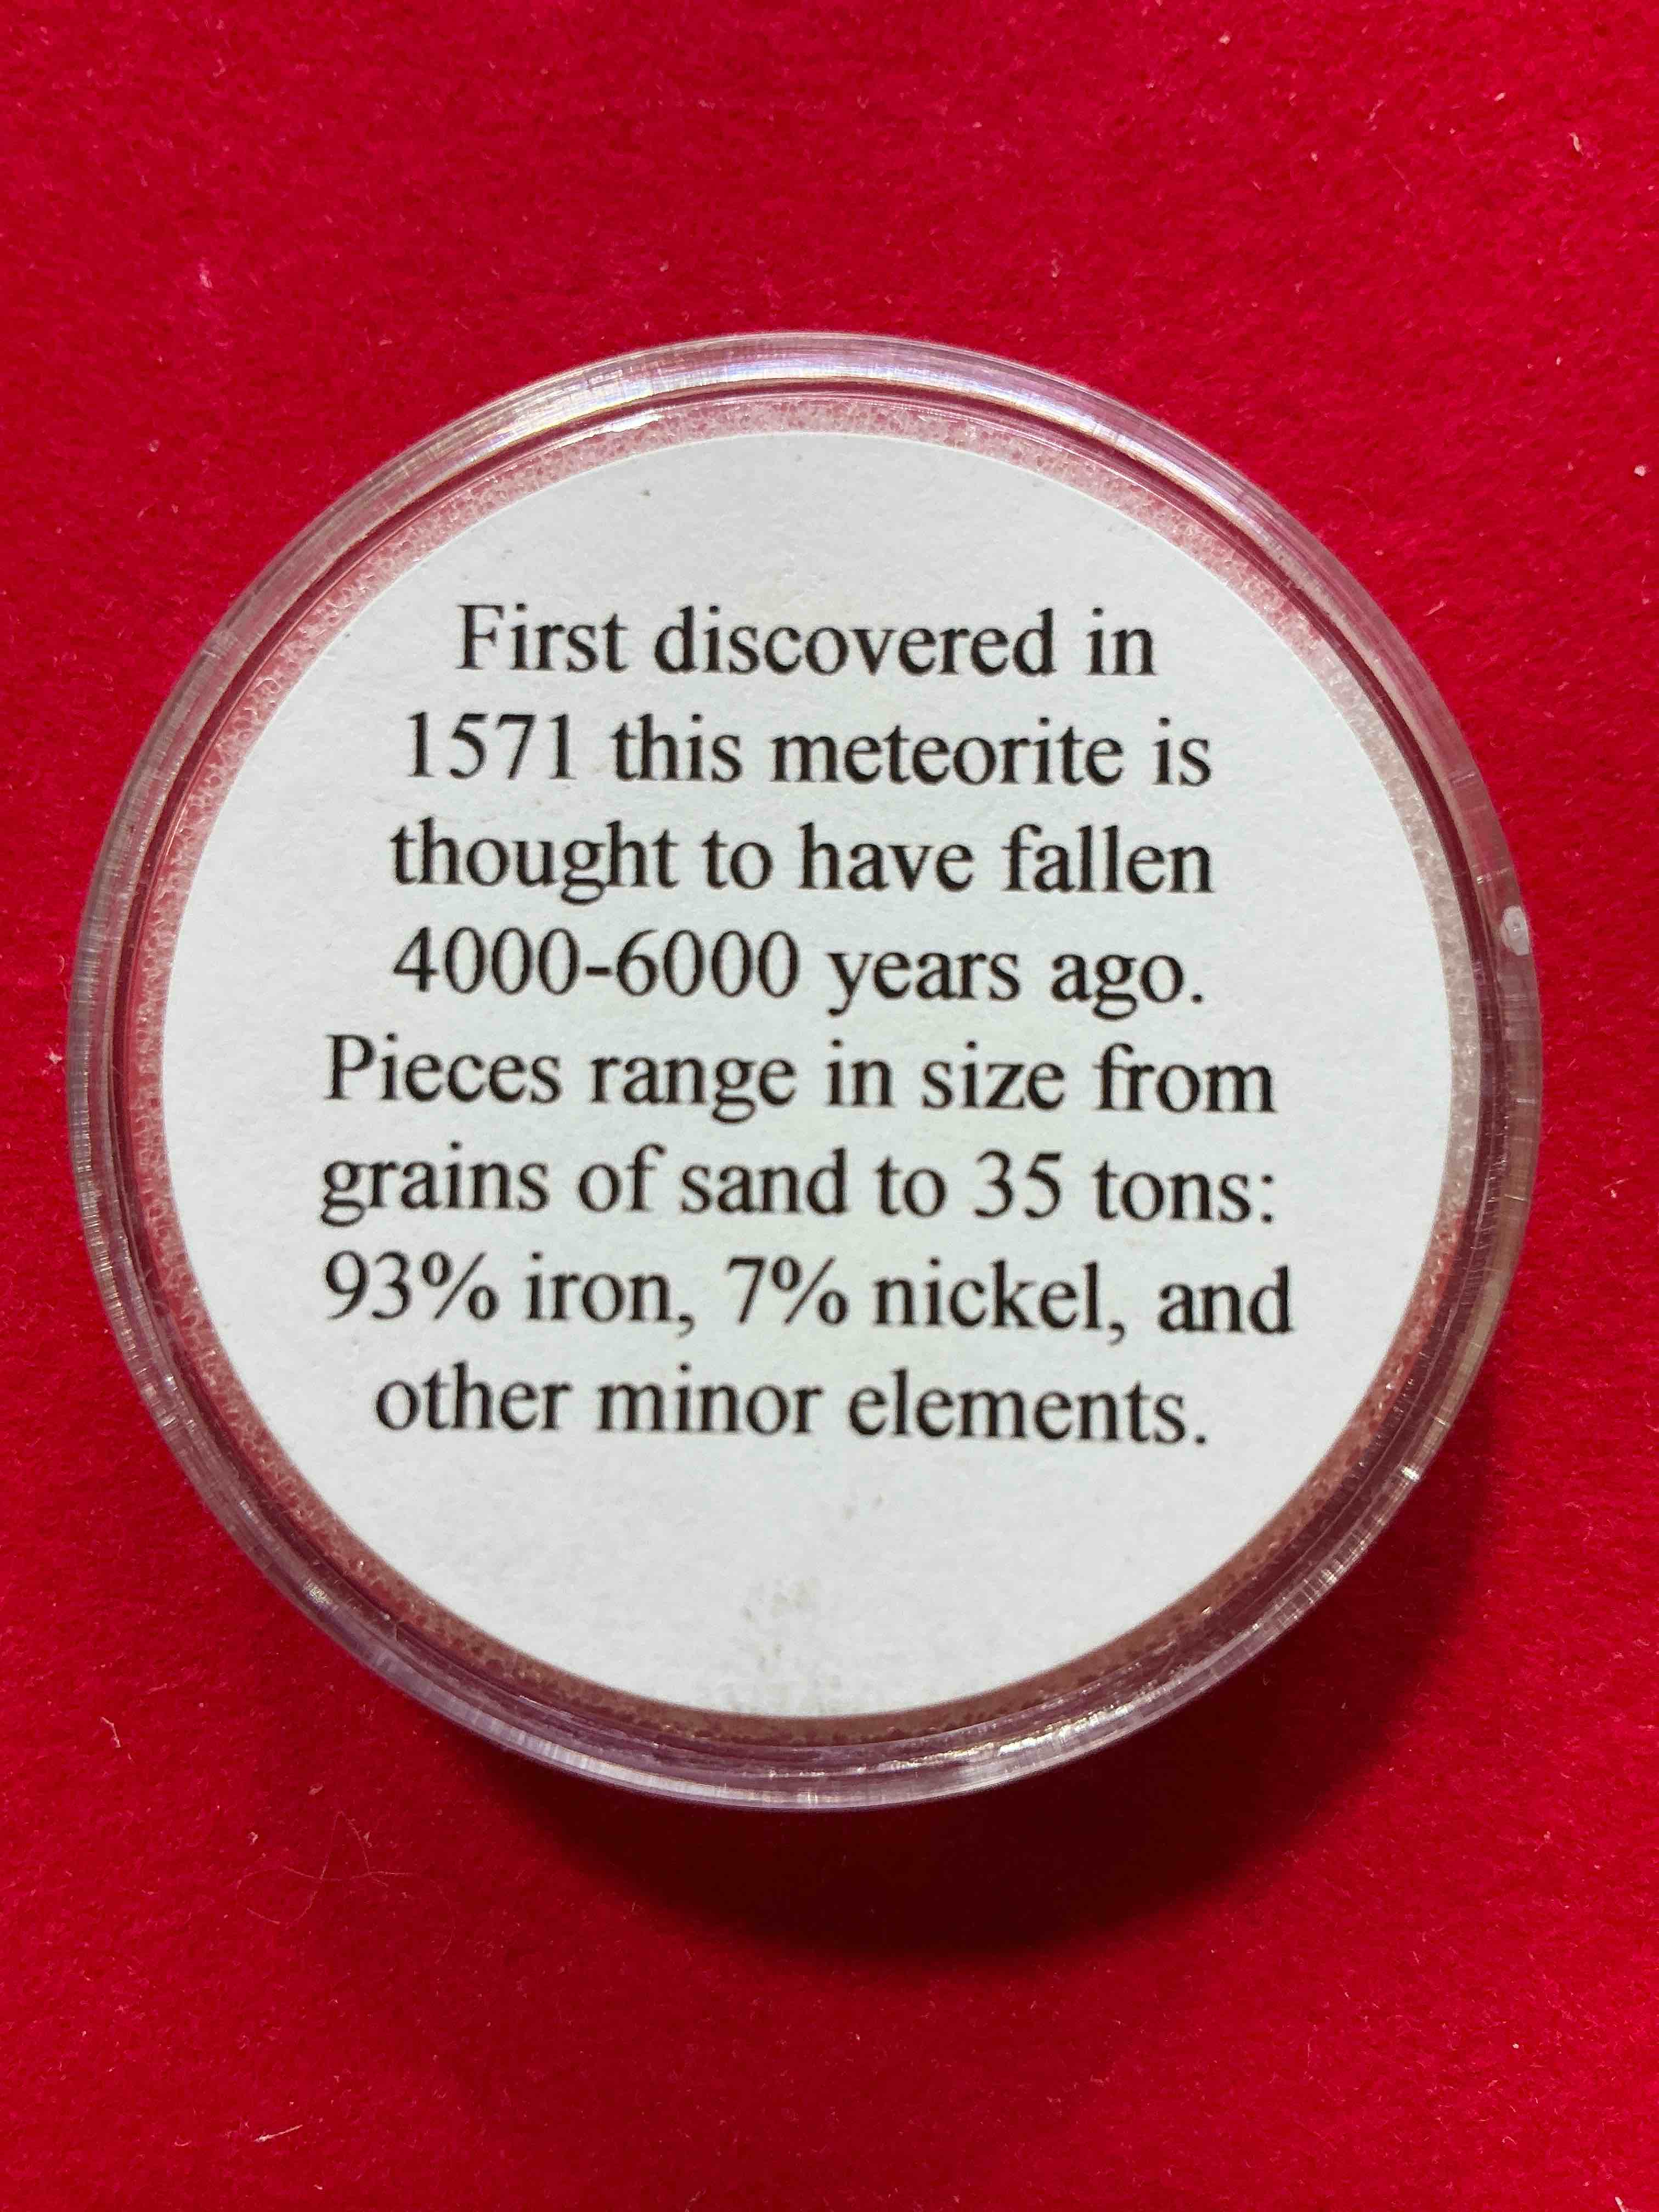 First discovered in
1571 this meteorite is
thought to have fallen
4000-6000 years ago.
Pieces range in size from
grains of sand to 35 tons:
93% iron, 7% nickel, and
other minor elements.